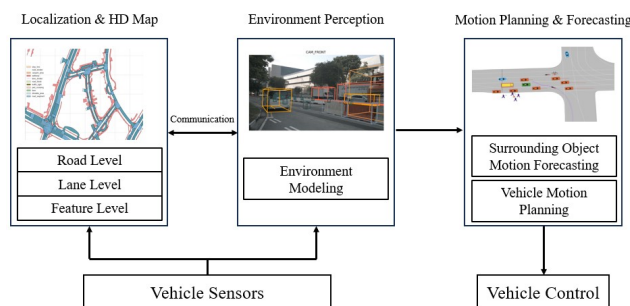 Localization & HD Map
Environment Perception
Motion Planning & Forecasting
CAM_FRONT
Communication
Road Level
Lane Level
Feature Level
Environment
Modeling
Surrounding Object
Motion Forecasting
Vehicle Motion
Planning
Vehicle Sensors
Vehicle Control